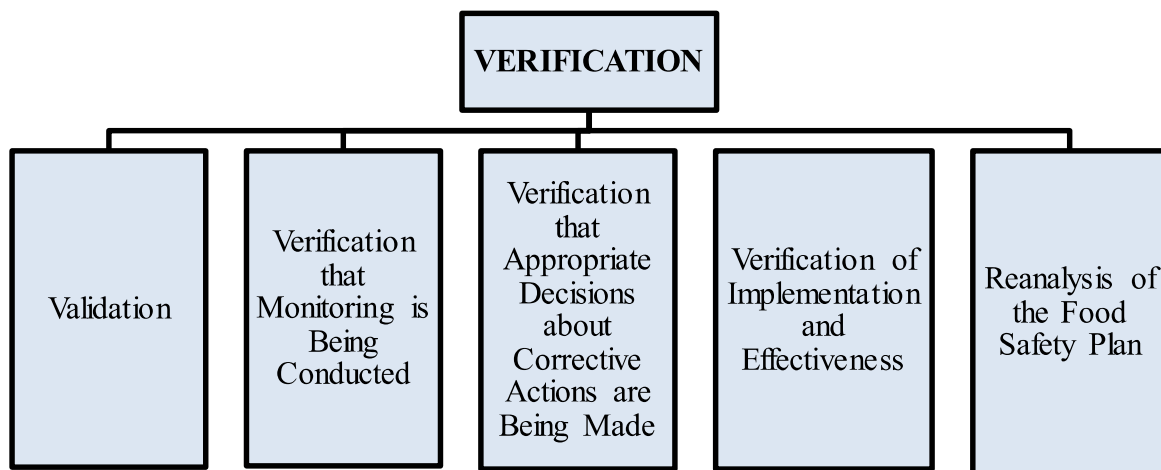 VERIFICATION
Validation
Verification
that
Monitoring is
Being
Conducted
Verification
that
Appropriate
Decisions
about
Corrective
Actions are
Being Made
Verification of
Implementation
and
Effectiveness
Reanalysis of
the Food
Safety Plan